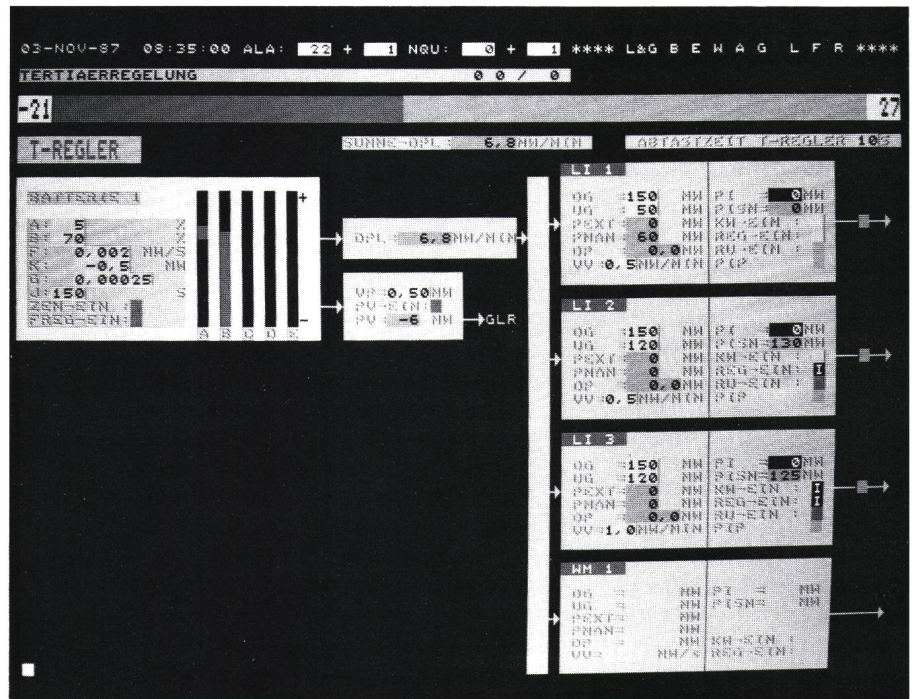 03-NOV-87 08:35:00 ALA: 22 + 1 NQU: 0 + 1 **** L&G B E W A G L F R ****
TERTIAERREGELUNG 0 0 / 0
-21 27
T-REGLER
SUMME-DPL: 6,8MW/MIN
ABTASTZEIT T-REGLER 10S
BATTERIE 1
A: 5 %
B: 70 %
F: 0,002 MW/S
K: -0,5 MW
0,00025
J:150 S
ZEN-EIN :
FREG-EIN:
+
-
A B C D E
DPL: 6,8MW/MIN
VP:0,50MW
PV-EIN:
PV: -6 MW
GLR
LI 1
OG =150 MW
UG = 50 MW
PEXT= 0 MW
PMAN= 60 MW
DP = 0,0MW
VV=0,5MW/MIN
PI = 0MW
PISN= 0MW
KW-EIN :
REG-EIN:
RU-EIN :
PIP
LI 2
OG =150 MW
UG =120 MW
PEXT= 0 MW
PMAN= 0 MW
DP = 0,0MW
VV=0,5MW/MIN
PI = 0MW
PISN=130MW
KW-EIN :
REG-EIN: I
RU-EIN :
PIP
LI 3
OG =150 MW
UG =120 MW
PEXT= 0 MW
PMAN= 0 MW
DP = 0,0MW
VV=1,0MW/MIN
PI = 0MW
PISN=125MW
KW-EIN : I
REG-EIN: I
RU-EIN :
PIP
WM 1
OG = MW
UG = MW
PEXT= MW
PMAN= MW
DP = MW
VV= MW/
PI = MW
PISN= MW
KW-EIN :
REG-EIN: